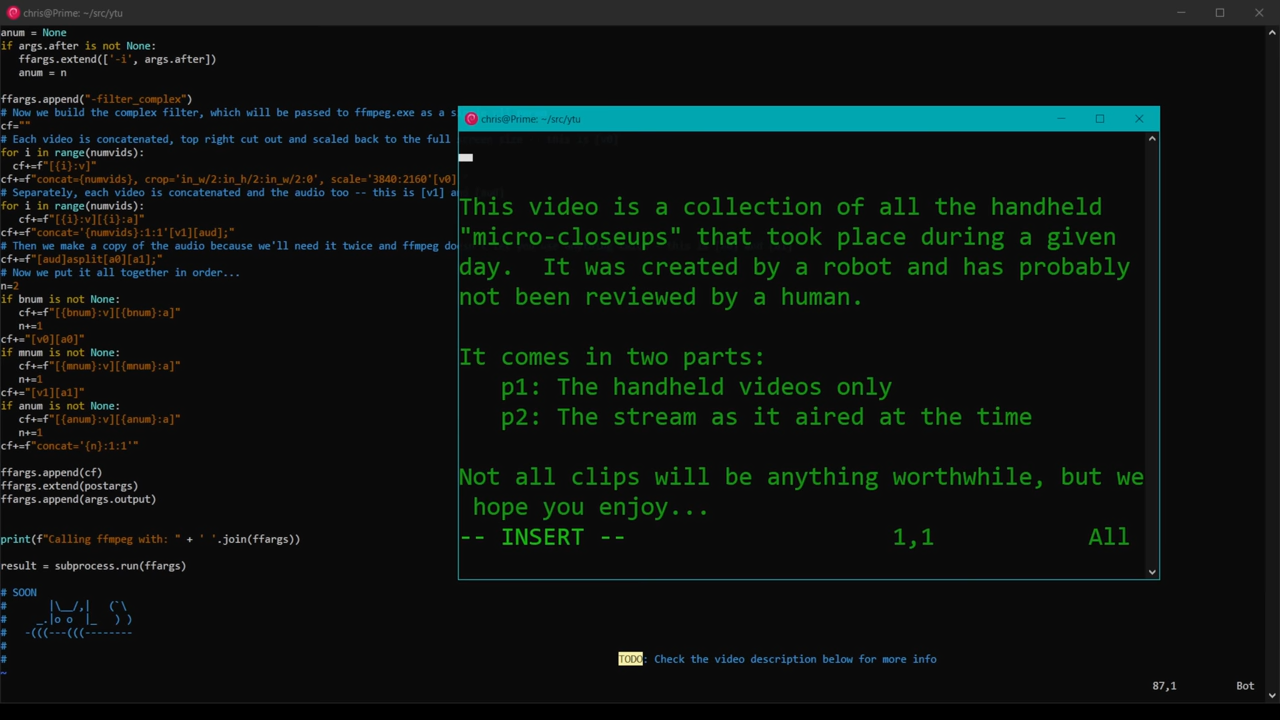 chris@Prime: ~/src/ytu
anum = None
if args.after is not None:
   ffargs.extend(['-i', args.after])
   anum = n
ffargs.append("-filter_complex")
# Now we build the complex filter, which will be passed to ffmpeg.exe as a s
cf=""
# Each video is concatenated, top right cut out and scaled back to the full
for i in range(numvids):
  cf+=f"[{i}:v]"
cf+=f"concat={numvids}, crop='in_w/2:in_h/2:in_w/2:0', scale='3840:2160'[v0]
# Separately, each video is concatenated and the audio too -- this is [v1] a
for i in range(numvids):
   cf+=f"[{i}:v][{i}:a]"
cf+=f"concat='{numvids}:1:1'[v1][aud];"
# Then we make a copy of the audio because we'll need it twice and ffmpeg do
cf+="[aud]asplit[a0][a1];"
# Now we put it all together in order...
n=2
if bnum is not None:
   cf+=f"[{bnum}:v][{bnum}:a]"
   n+=1
cf+="[v0][a0]"
if mnum is not None:
   cf+=f"[{mnum}:v][{mnum}:a]"
   n+=1
cf+="[v1][a1]"
if anum is not None:
   cf+=f"[{anum}:v][{anum}:a]"
   n+=1
cf+=f"concat='{n}:1:1'"
ffargs.append(cf)
ffargs.extend(postargs)
ffargs.append(args.output)
print(f"Calling ffmpeg with: " + ' '.join(ffargs))
result = subprocess.run(ffargs)
# SOON
#      |\__/,|   (`\
#    _.|o o  |_   ) )
#   -(((---(((--------
#
#
~
chris@Prime: ~/src/ytu
This video is a collection of all the handheld
"micro-closeups" that took place during a given
day.  It was created by a robot and has probably
not been reviewed by a human.
It comes in two parts:
   p1: The handheld videos only
   p2: The stream as it aired at the time
Not all clips will be anything worthwhile, but we
 hope you enjoy...
-- INSERT -- 1,1 All
TODO: Check the video description below for more info
87,1 Bot